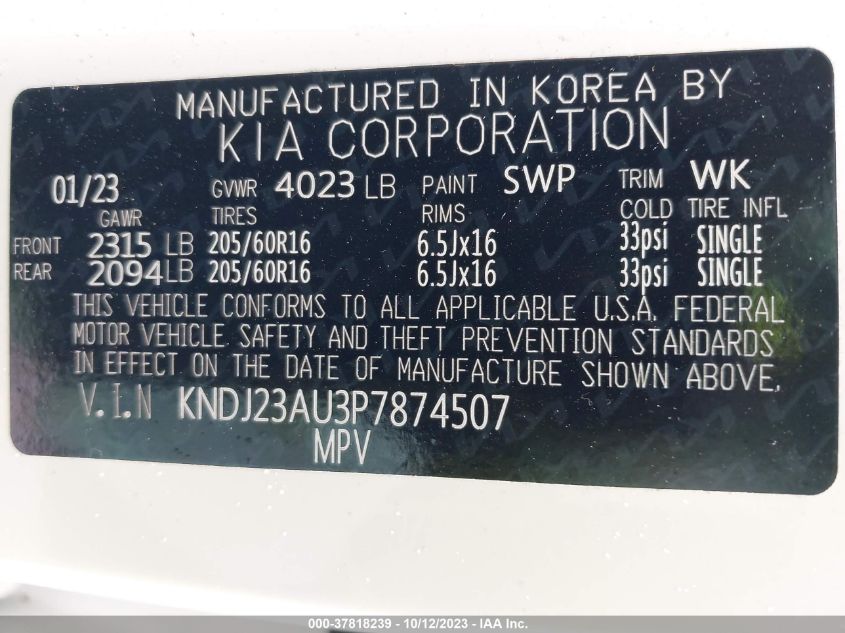 MANUFACTURED IN KOREA BY
KIA CORPORATION
01/23 GVWR 4023 LB PAINT SWP TRIM WK
GAWR TIRES RIMS COLD TIRE INFL
FRONT 2315 LB 205/60R16 6.5Jx16 33psi SINGLE
REAR 2094 LB 205/60R16 6.5Jx16 33psi SINGLE
THIS VEHICLE CONFORMS TO ALL APPLICABLE U.S.A. FEDERAL
MOTOR VEHICLE SAFETY AND THEFT PREVENTION STANDARDS
IN EFFECT ON THE DATE OF MANUFACTURE SHOWN ABOVE.
V.I.N KNDJ23AU3P7874507
MPV
000-37818239 - 10/12/2023 - IAA Inc.